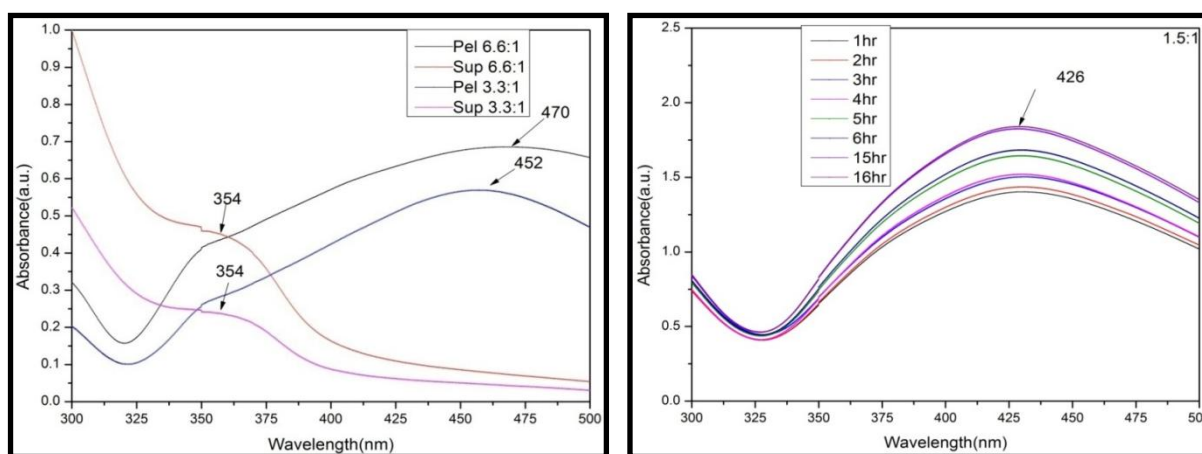 Pel 6.6:1
Sup 6.6:1
Pel 3.3:1
Sup 3.3:1
470
452
354
354
Absorbance(a.u.)
1.0
0.9
0.8
0.7
0.6
0.5
0.4
0.3
0.2
0.1
0.0
300 325 350 375 400 425 450 475 500
Wavelength(nm)
1.5:1
1hr
2hr
3hr
4hr
5hr
6hr
15hr
16hr
426
Absorbance(a.u.)
2.5
2.0
1.5
1.0
0.5
0.0
300 350 400 450 500
Wavelength(nm)